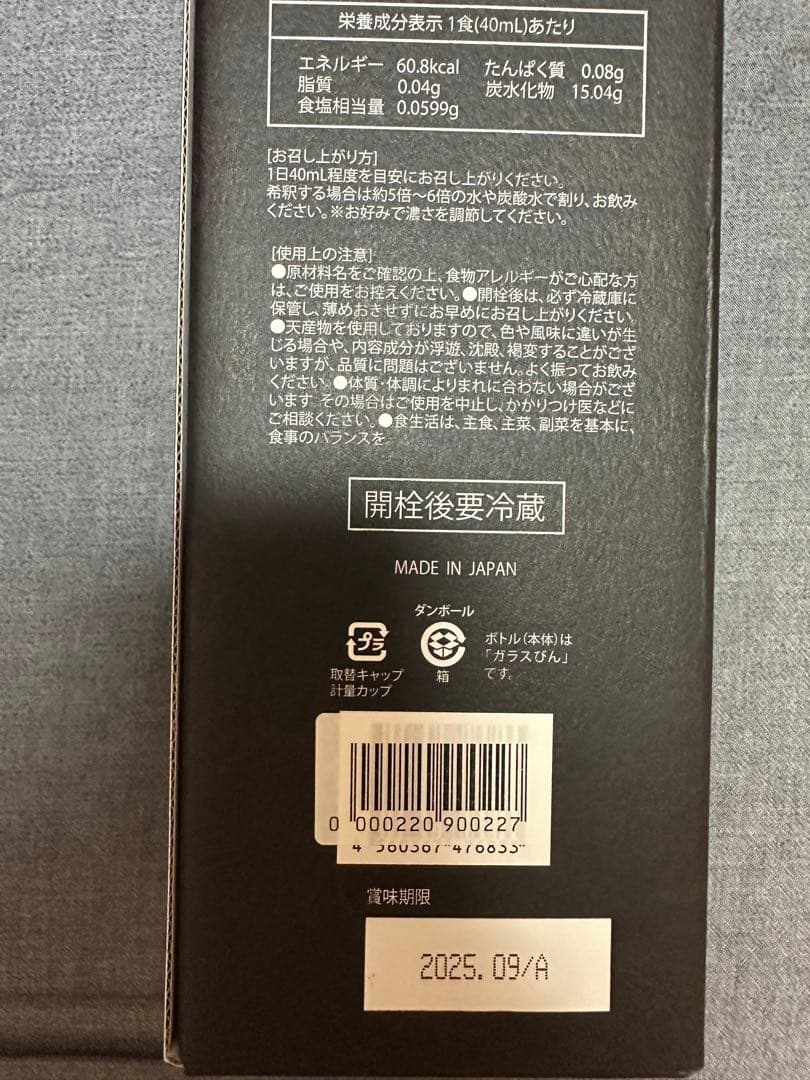 栄養成分表示 1食(40mL)あたり
エネルギー 60.8kcal たんぱく質 0.08g
脂質 0.04g 炭水化物 15.04g
食塩相当量 0.0599g
[お召し上がり方]
1日40mL程度を目安にお召し上がりください。
希釈する場合は約5倍〜6倍の水や炭酸水で割り、お飲み
ください。※お好みで濃さを調節してください。
[使用上の注意]
●原材料名をご確認の上、食物アレルギーがご心配な方
は、ご使用をお控えください。●開栓後は、必ず冷蔵庫に
保管し、薄めおきせずにお早めにお召し上がりください。
●天産物を使用しておりますので、色や風味に違いが生
じる場合や、内容成分が浮遊、沈殿、褐変することがござ
いますが、品質に問題はございません。よく振ってお飲み
ください。●体質・体調によりまれに合わない場合がござ
います。その場合はご使用を中止し、かかりつけ医などに
ご相談ください。●食生活は、主食、主菜、副菜を基本に、
食事のバランスを
開栓後要冷蔵
MADE IN JAPAN
ダンボール
プラ
取替キャップ
計量カップ
箱
ボトル(本体)は
「ガラスびん」
です。
0 000220 900227
4 560367 476833
賞味期限
2025. 09/A